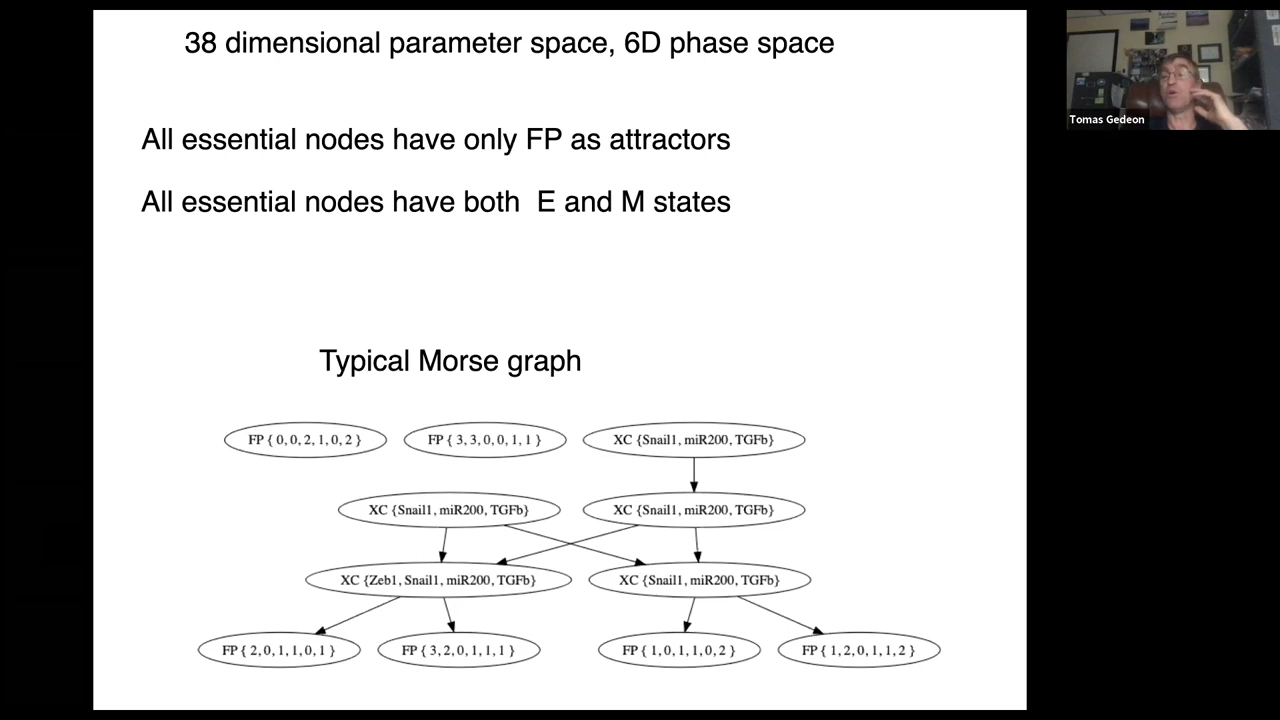 38 dimensional parameter space, 6D phase space
Tomas Gedeon
All essential nodes have only FP as attractors
All essential nodes have both E and M states
Typical Morse graph
FP { 0, 0, 2, 1, 0, 2 }
FP { 3, 3, 0, 0, 1, 1 }
XC {Snail1, miR200, TGFb}
XC {Snail1, miR200, TGFb}
XC {Snail1, miR200, TGFb}
XC {Zeb1, Snail1, miR200, TGFb}
XC {Snail1, miR200, TGFb}
FP { 2, 0, 1, 1, 0, 1 }
FP { 3, 2, 0, 1, 1, 1 }
FP { 1, 0, 1, 1, 0, 2 }
FP { 1, 2, 0, 1, 1, 2 }